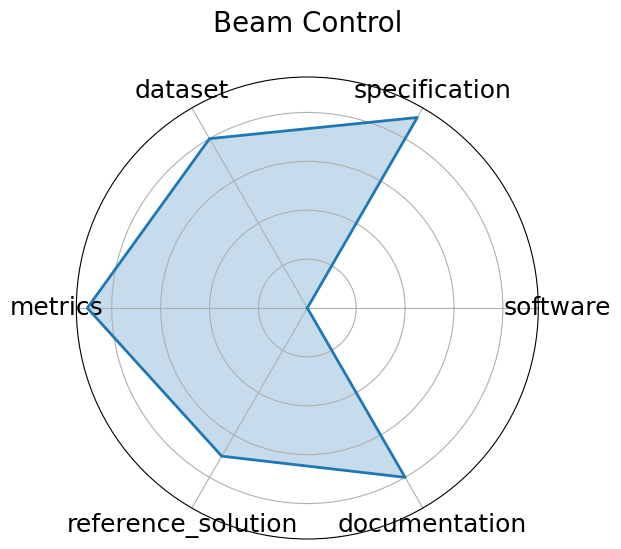 Beam Control
dataset
specification
metrics
software
reference_solution
documentation